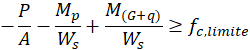 −P/A − M_p/W_s + M_(G+q)/W_s ≥ f_c,limite